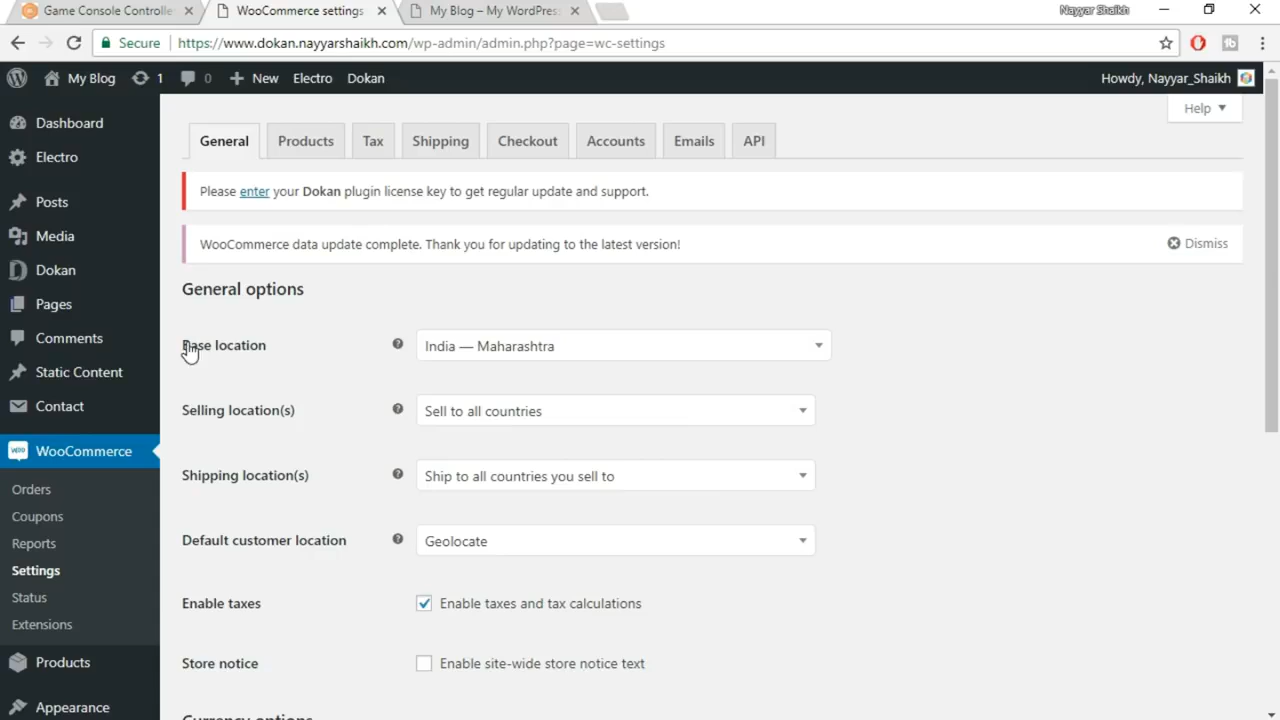 Game Console Controlle
WooCommerce settings
My Blog – My WordPres
Nayyar Shaikh
Secure
https://www.dokan.nayyarshaikh.com/wp-admin/admin.php?page=wc-settings
My Blog 1 0 New Electro Dokan
Howdy, Nayyar_Shaikh
Help
Dashboard
Electro
Posts
Media
Dokan
Pages
Comments
Static Content
Contact
WooCommerce
Orders
Coupons
Reports
Settings
Status
Extensions
Products
Appearance
General Products Tax Shipping Checkout Accounts Emails API
Please enter your Dokan plugin license key to get regular update and support.
WooCommerce data update complete. Thank you for updating to the latest version!
Dismiss
General options
Base location
India — Maharashtra
Selling location(s)
Sell to all countries
Shipping location(s)
Ship to all countries you sell to
Default customer location
Geolocate
Enable taxes
Enable taxes and tax calculations
Store notice
Enable site-wide store notice text
Currency options